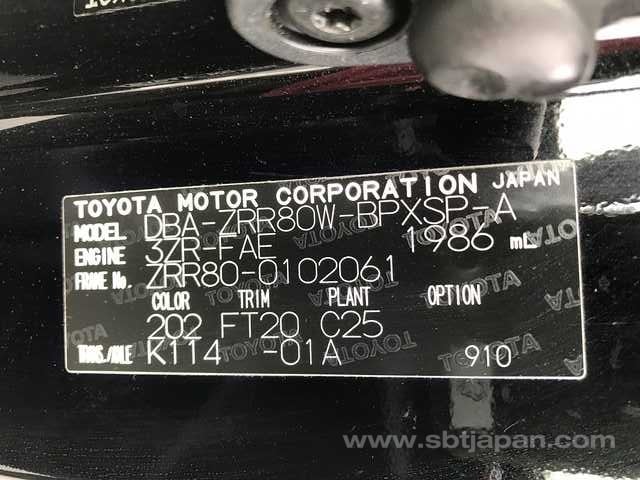 TOYOTA MOTOR CORPORATION JAPAN
MODEL DBA-ZRR80W-BPXSP-A
ENGINE 3ZR-FAE 1986 mL
FRAME No. ZRR80-0102061
COLOR TRIM PLANT OPTION
202 FT20 C25
TRANS./AXLE K114 -01A 910
www.sbtjapan.com